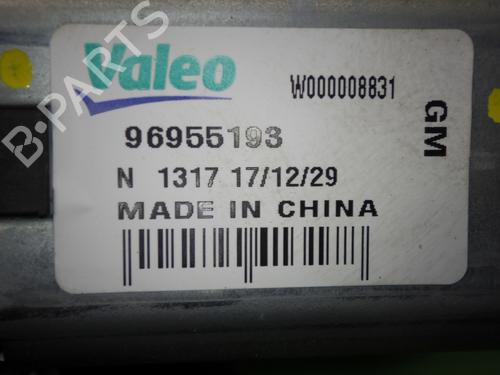 Valeo
W000008831
96955193
GM
N 1317 17/12/29
MADE IN CHINA
B-PARTS